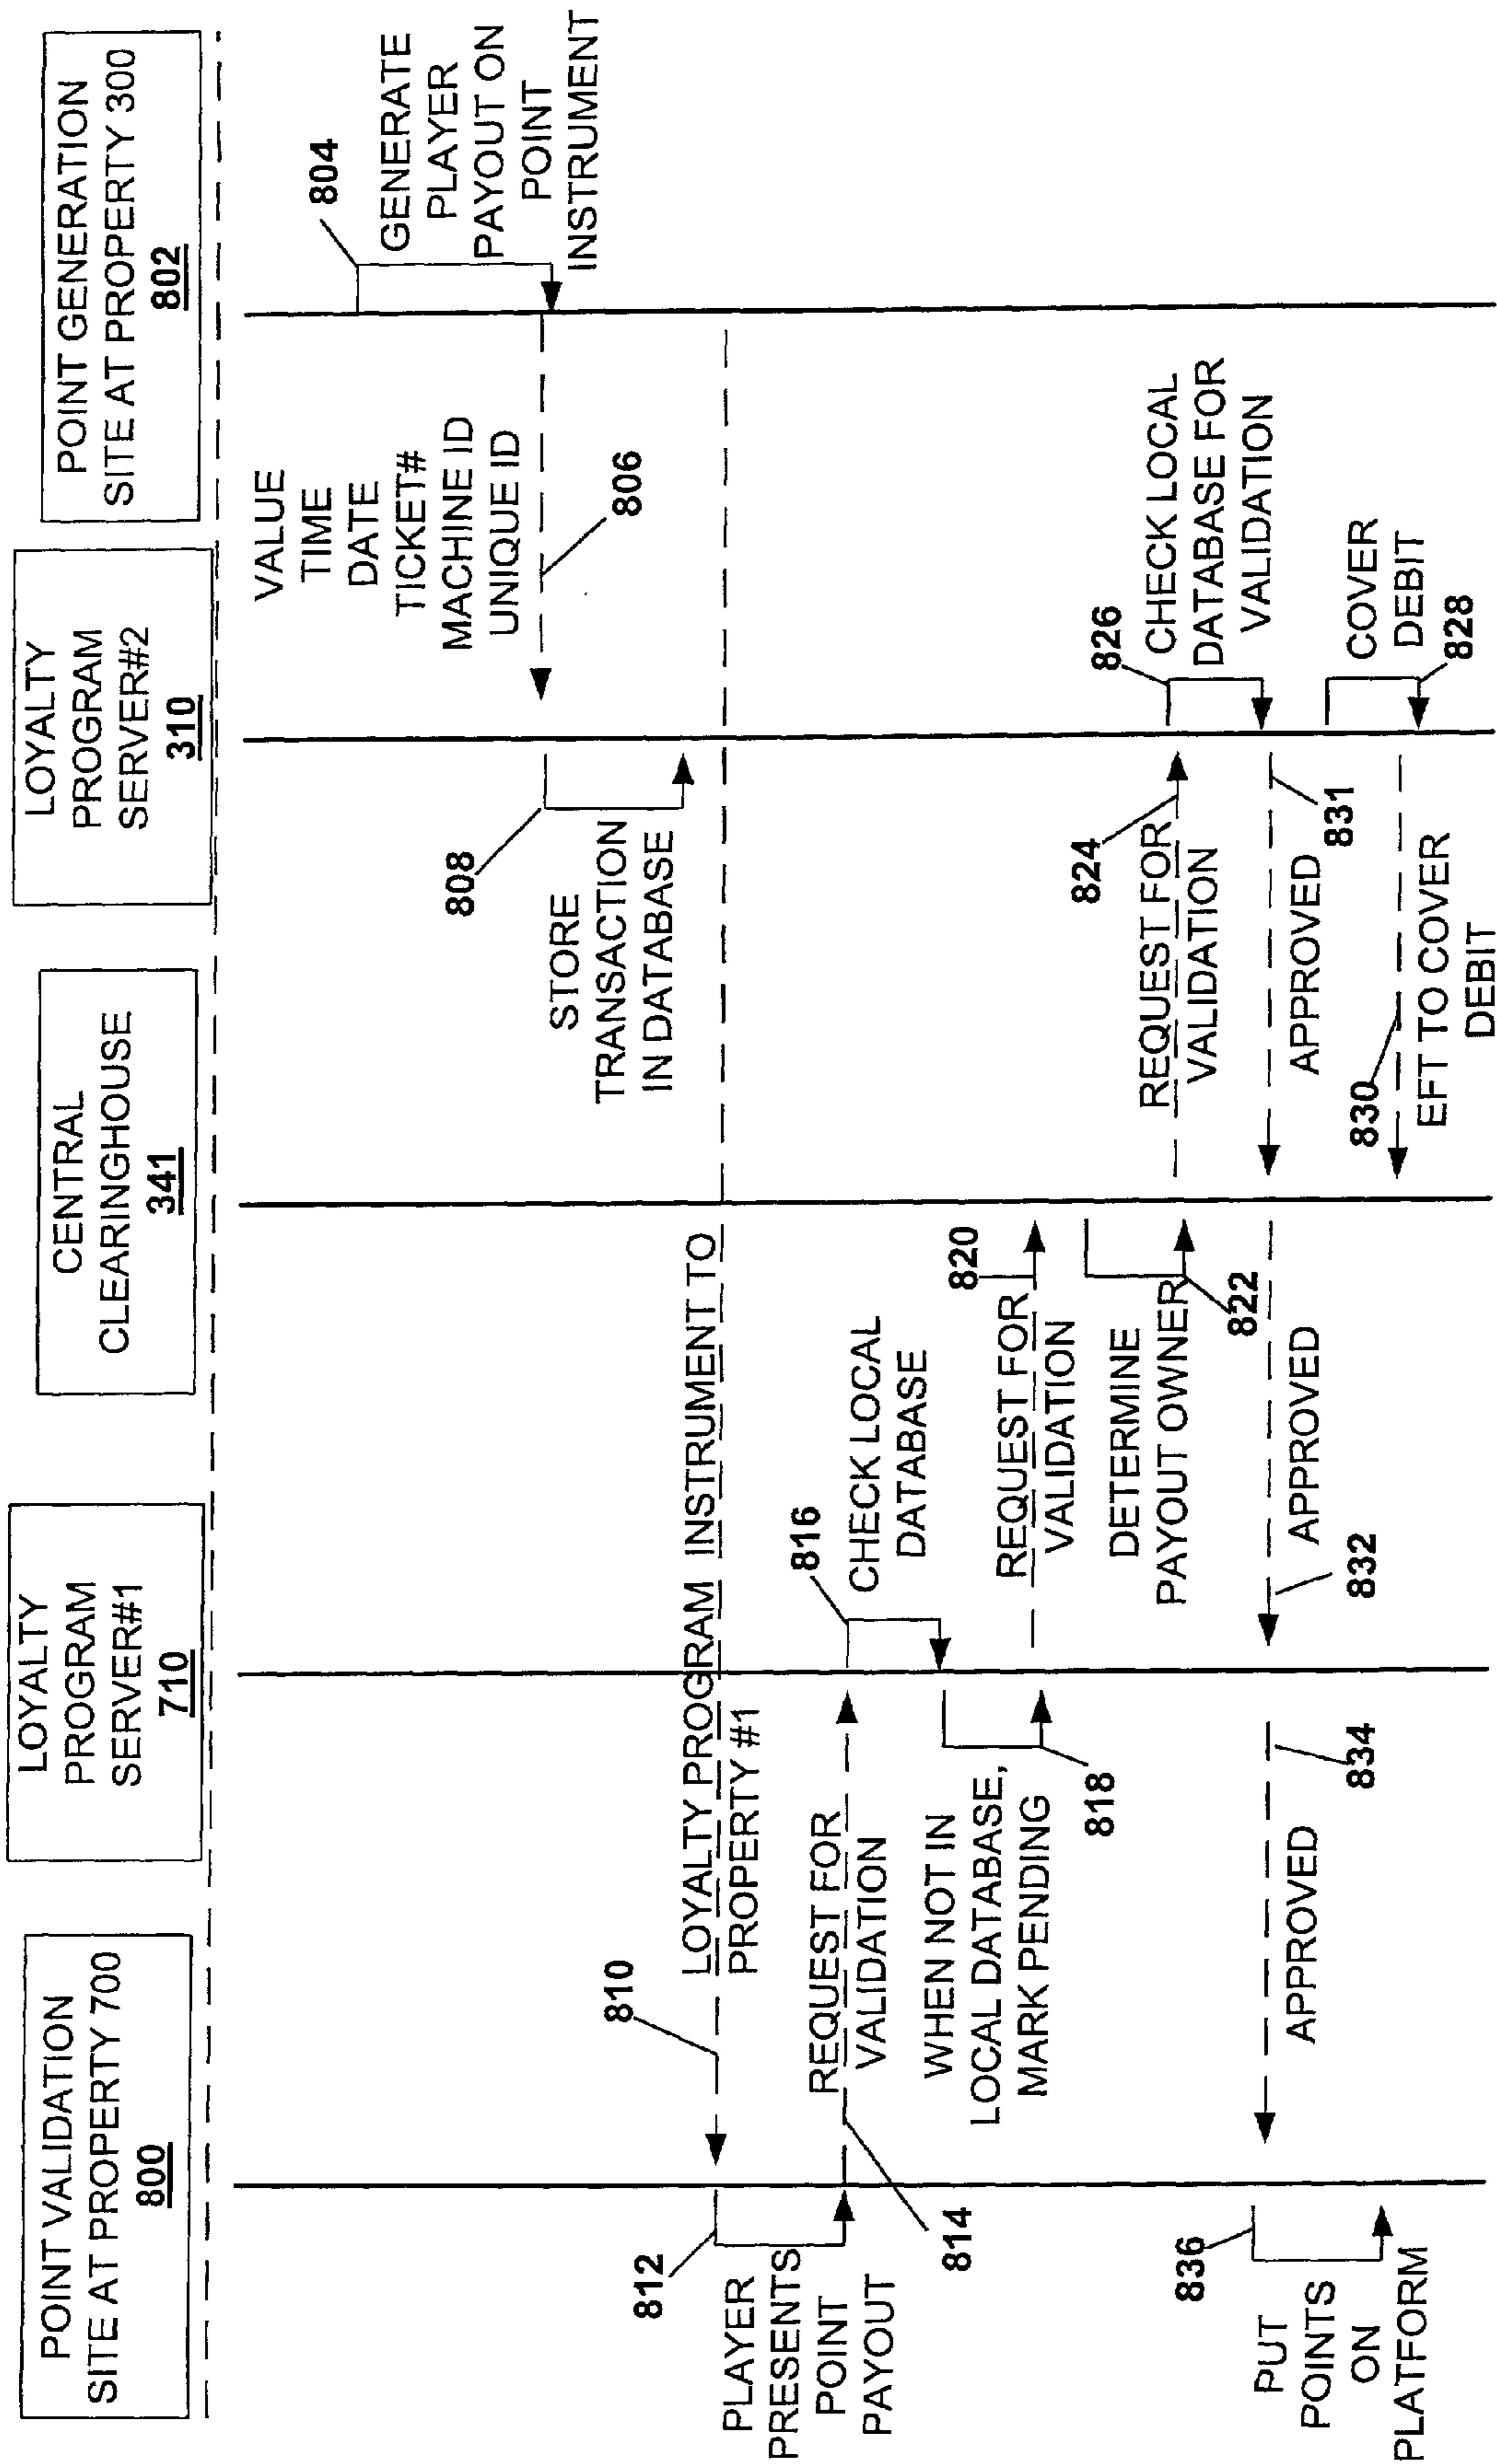 POINT VALIDATION
SITE AT PROPERTY 700
800
LOYALTY
PROGRAM
SERVER#1
710
CENTRAL
CLEARINGHOUSE
341
LOYALTY
PROGRAM
SERVER#2
310
POINT GENERATION
SITE AT PROPERTY 300
802
804
GENERATE
PLAYER
PAYOUT ON
POINT
INSTRUMENT
VALUE
TIME
DATE
TICKET#
MACHINE ID
UNIQUE ID
806
808
STORE
TRANSACTION
IN DATABASE
810
LOYALTY PROGRAM INSTRUMENT TO
PROPERTY #1
812
PLAYER
PRESENTS
POINT
PAYOUT
REQUEST FOR
VALIDATION
814
816
CHECK LOCAL
DATABASE
WHEN NOT IN
LOCAL DATABASE,
MARK PENDING
818
820
REQUEST FOR
VALIDATION
DETERMINE
PAYOUT OWNER
822
824
REQUEST FOR
VALIDATION
826
CHECK LOCAL
DATABASE FOR
VALIDATION
APPROVED
831
COVER
DEBIT
828
830
EFT TO COVER
DEBIT
APPROVED
832
834
APPROVED
836
PUT
POINTS
ON
PLATFORM